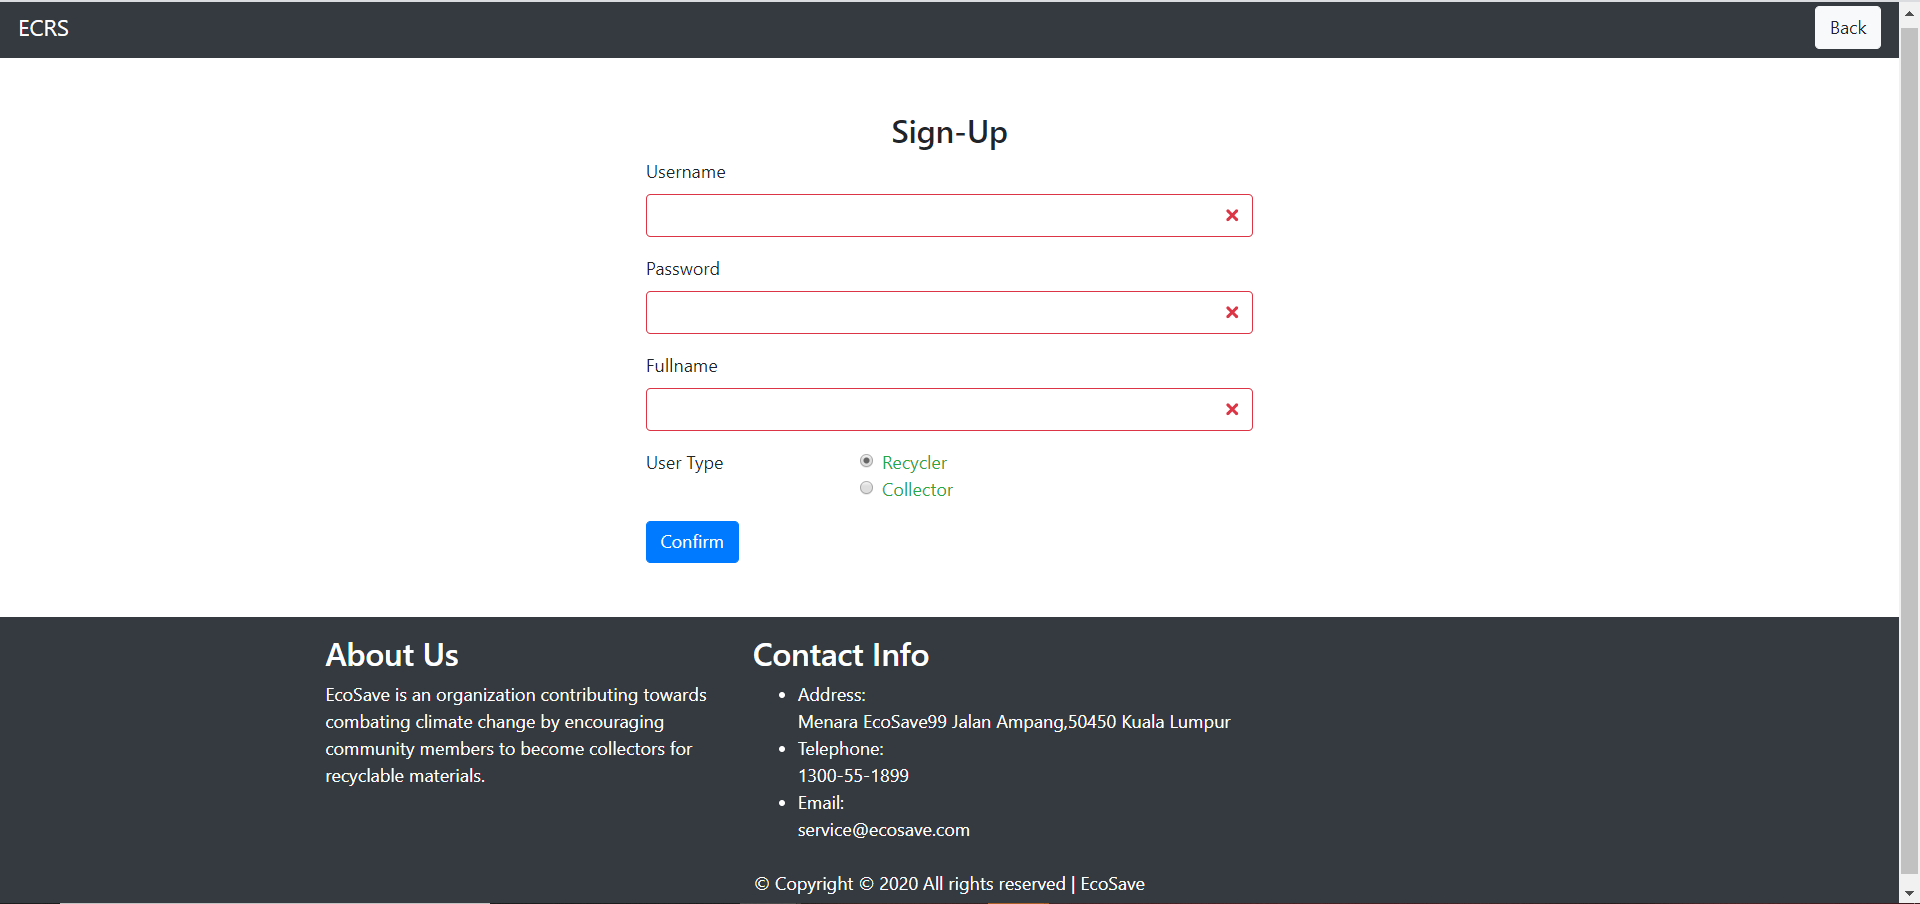 ECRS
Back
Sign-Up
Username
Password
Fullname
User Type
Recycler
Collector
Confirm
About Us
EcoSave is an organization contributing towards
combating climate change by encouraging
community members to become collectors for
recyclable materials.
Contact Info
Address:
Menara EcoSave99 Jalan Ampang,50450 Kuala Lumpur
Telephone:
1300-55-1899
Email:
service@ecosave.com
© Copyright © 2020 All rights reserved | EcoSave